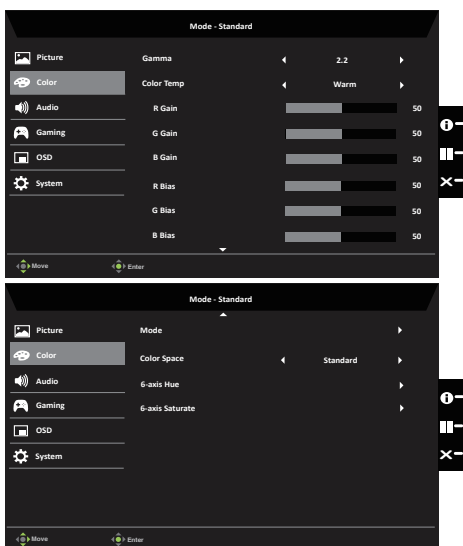 Mode - Standard
Picture
Gamma 2.2
Color
Color Temp Warm
Audio
R Gain 50
Gaming
G Gain 50
OSD
B Gain 50
System
R Bias 50
G Bias 50
B Bias 50
Move Enter
Mode - Standard
Picture
Mode
Color
Color Space Standard
Audio
6-axis Hue
Gaming
6-axis Saturate
OSD
System
Move Enter